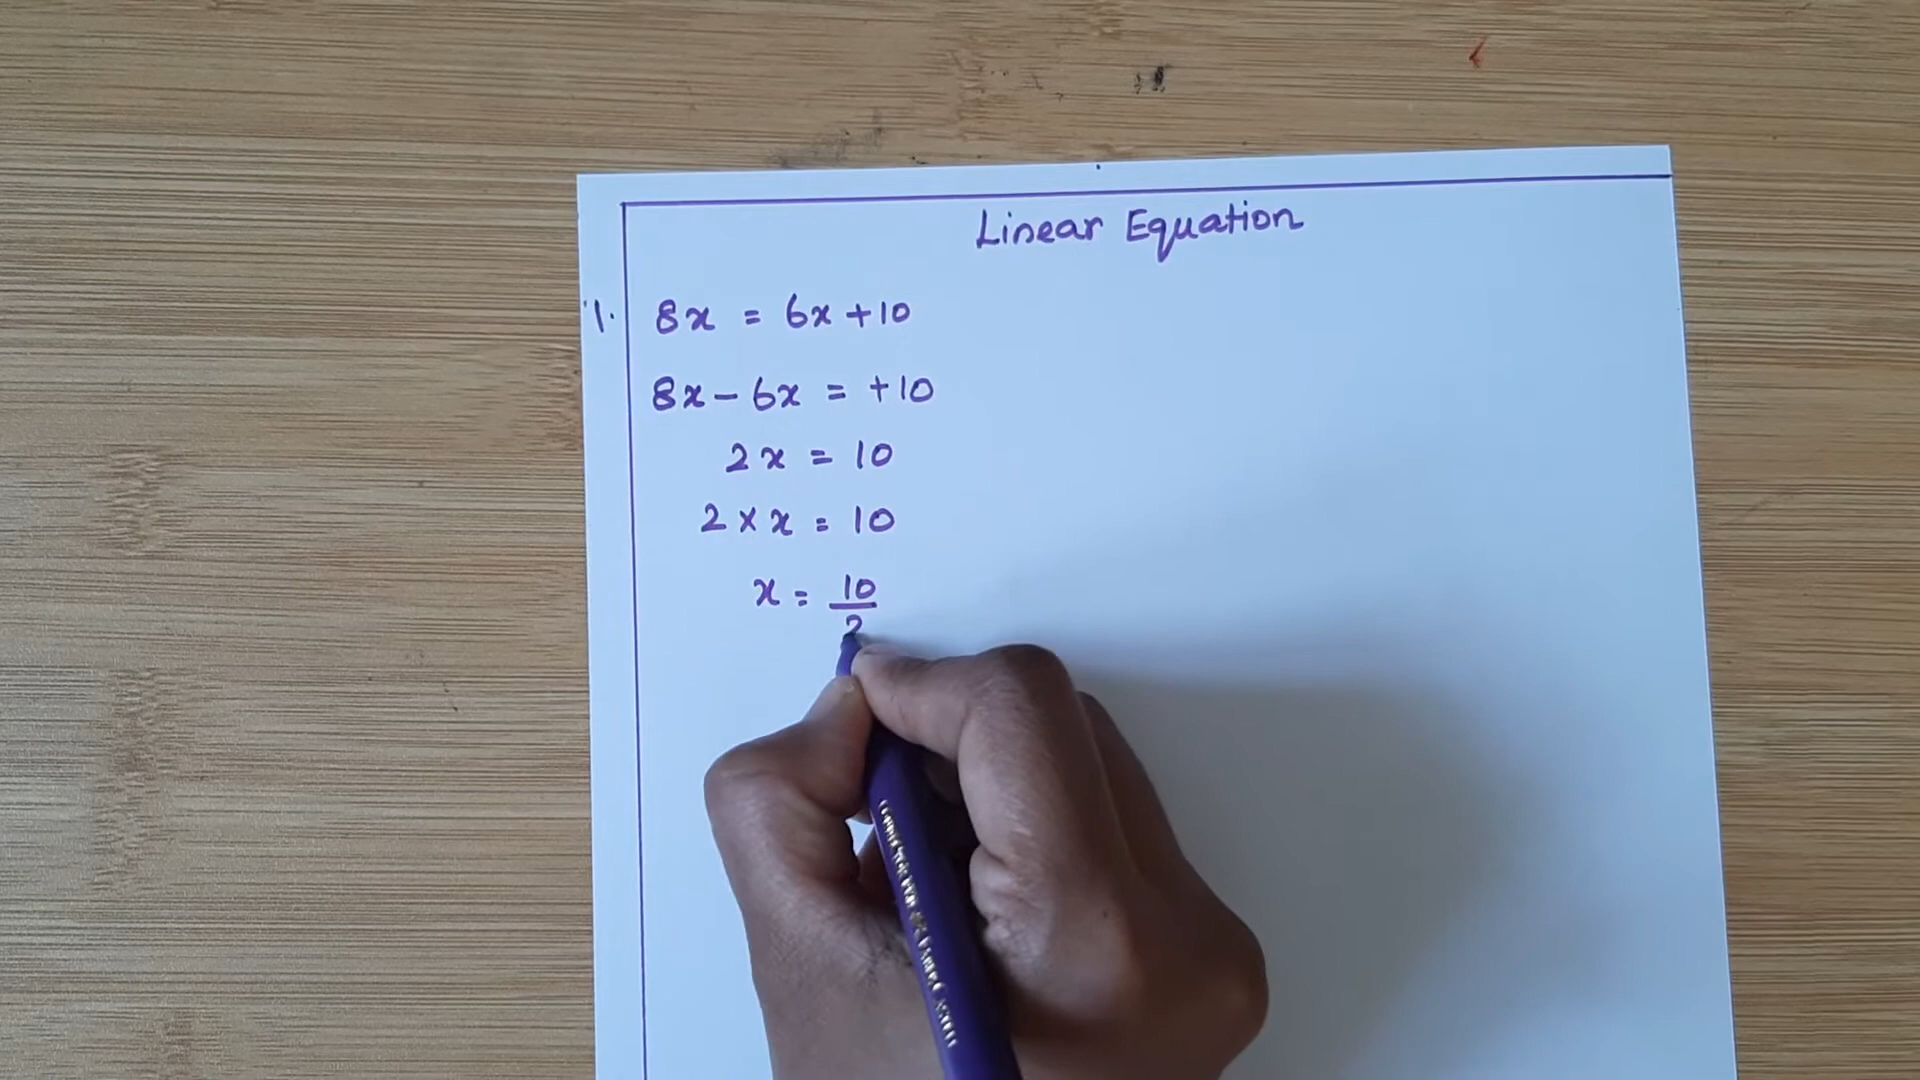 Linear Equation
1. 8x = 6x + 10
8x - 6x = +10
2x = 10
2 × x = 10
x = 10/2